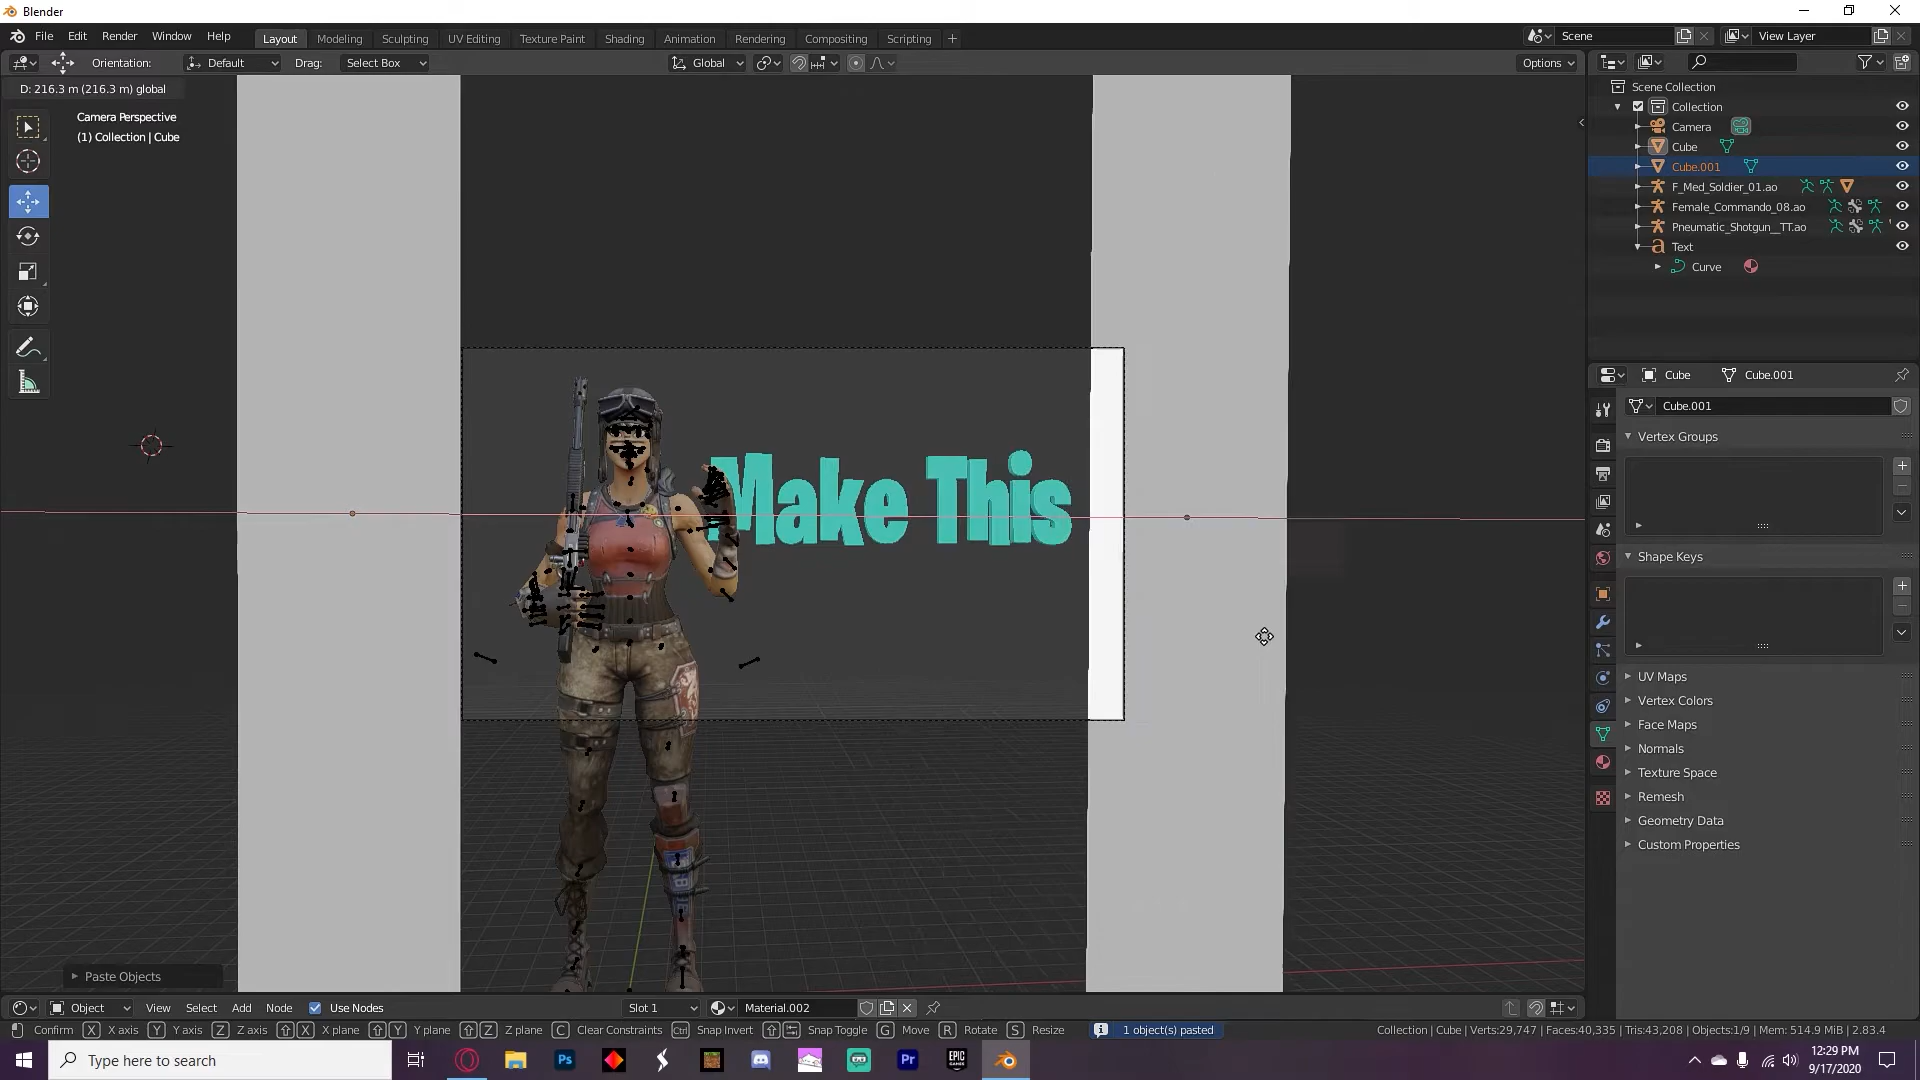 Blender
File Edit Render Window Help Layout Modeling Sculpting UV Editing Texture Paint Shading Animation Rendering Compositing Scripting + Scene View Layer
Orientation: Default Drag: Select Box Global Options
D: 216.3 m (216.3 m) global
Camera Perspective
(1) Collection | Cube
Scene Collection
Collection
Camera
Cube
Cube.001
F_Med_Soldier_01.ao
Female_Commando_08.ao
Pneumatic_Shotgun__TT.ao
Text
Curve
Make This
Cube Cube.001
Cube.001
Vertex Groups
Shape Keys
UV Maps
Vertex Colors
Face Maps
Normals
Texture Space
Remesh
Geometry Data
Custom Properties
Paste Objects
Object View Select Add Node Use Nodes Slot 1 Material.002
Confirm X X axis Y Y axis Z Z axis X X plane Y Y plane Z Z plane C Clear Constraints Ctrl Snap Invert Snap Toggle G Move R Rotate S Resize 1 object(s) pasted Collection | Cube | Verts:29,747 | Faces:40,335 | Tris:43,208 | Objects:1/9 | Mem: 514.9 MiB | 2.83.4
Type here to search
Ps
Pr
EPIC GAMES
12:29 PM
9/17/2020